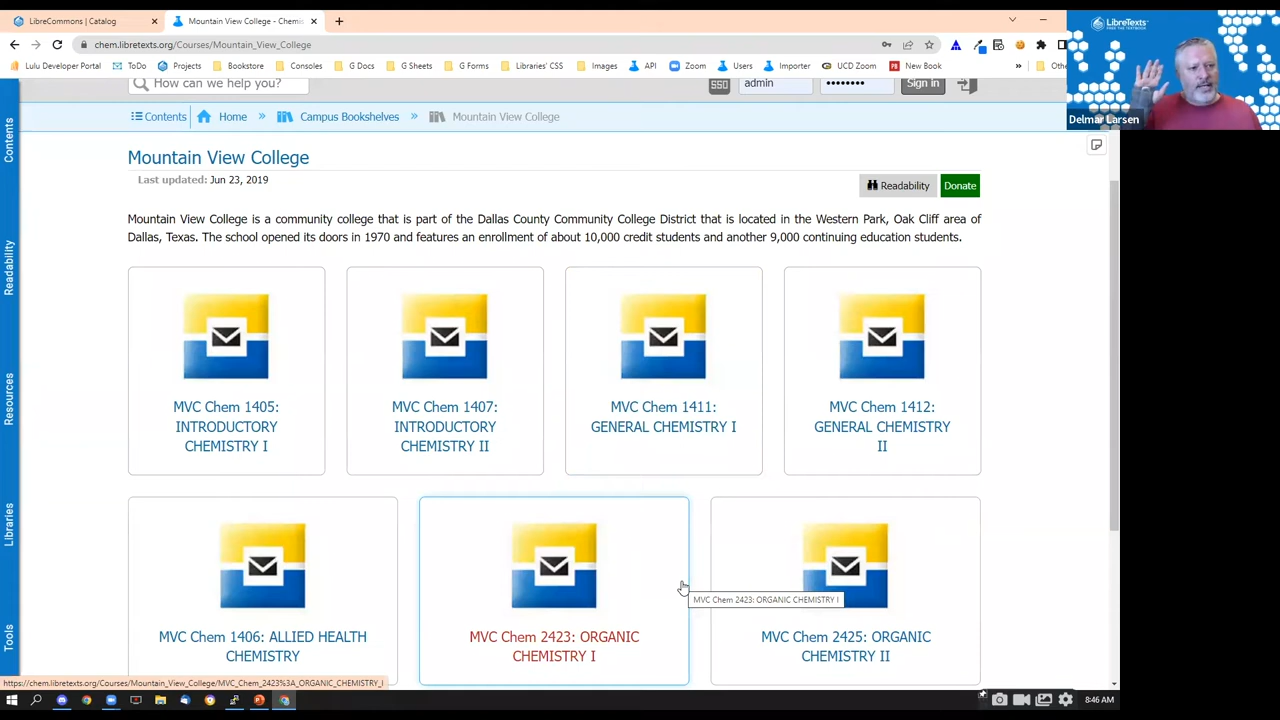 LibreCommons | Catalog
Mountain View College - Chemis
chem.libretexts.org/Courses/Mountain_View_College
Lulu Developer Portal
ToDo
Projects
Bookstore
Consoles
G Docs
G Sheets
G Forms
Libraries' CSS
Images
API
Zoom
Users
Importer
UCD Zoom
New Book
»
Othe
LibreTexts
FREE THE TEXTBOOK
Delmar Larsen
How can we help you?
SSO
admin
••••••••
Sign in
Contents
Home » Campus Bookshelves » Mountain View College
Mountain View College
Last updated: Jun 23, 2019
Readability
Donate
Mountain View College is a community college that is part of the Dallas County Community College District that is located in the Western Park, Oak Cliff area of
Dallas, Texas. The school opened its doors in 1970 and features an enrollment of about 10,000 credit students and another 9,000 continuing education students.
MVC Chem 1405:
INTRODUCTORY
CHEMISTRY I
MVC Chem 1407:
INTRODUCTORY
CHEMISTRY II
MVC Chem 1411:
GENERAL CHEMISTRY I
MVC Chem 1412:
GENERAL CHEMISTRY
II
MVC Chem 1406: ALLIED HEALTH
CHEMISTRY
MVC Chem 2423: ORGANIC
CHEMISTRY I
MVC Chem 2425: ORGANIC
CHEMISTRY II
MVC Chem 2423: ORGANIC CHEMISTRY I
Contents
Readability
Resources
Libraries
Tools
https://chem.libretexts.org/Courses/Mountain_View_College/MVC_Chem_2423%3A_ORGANIC_CHEMISTRY_I
8:46 AM